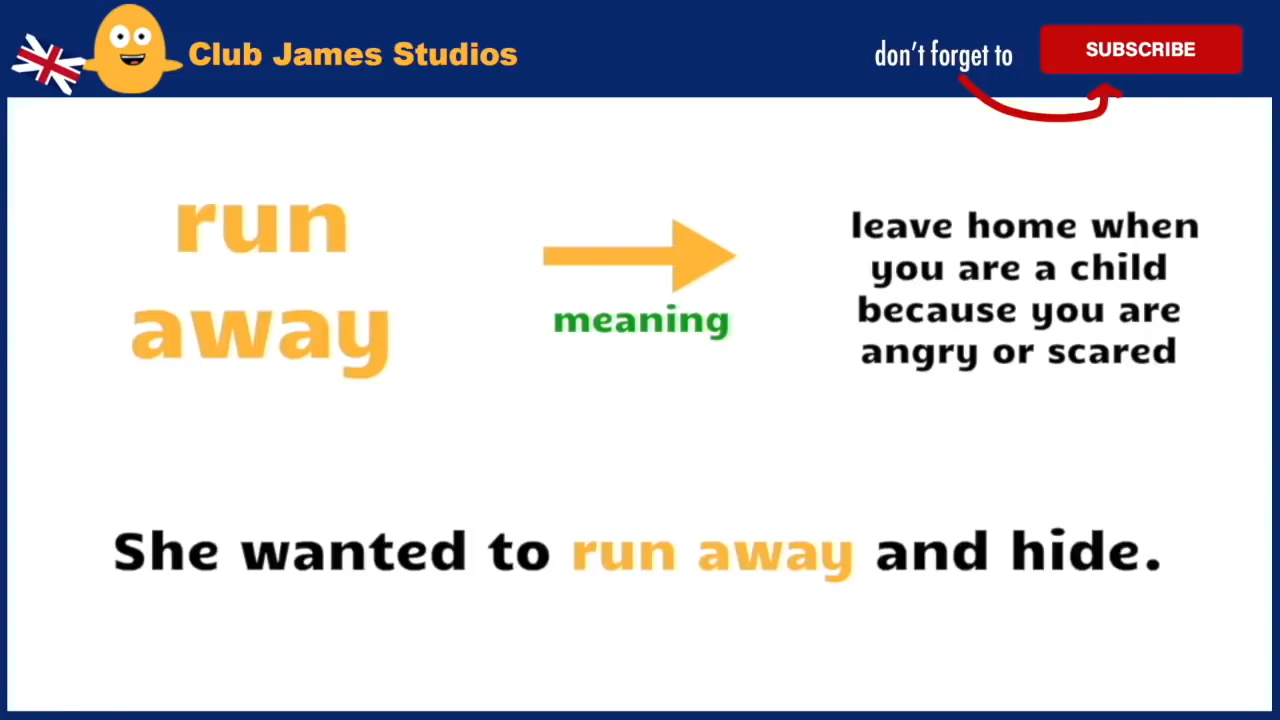 Club James Studios
don't forget to
SUBSCRIBE
run
away
meaning
leave home when
you are a child
because you are
angry or scared
She wanted to run away and hide.